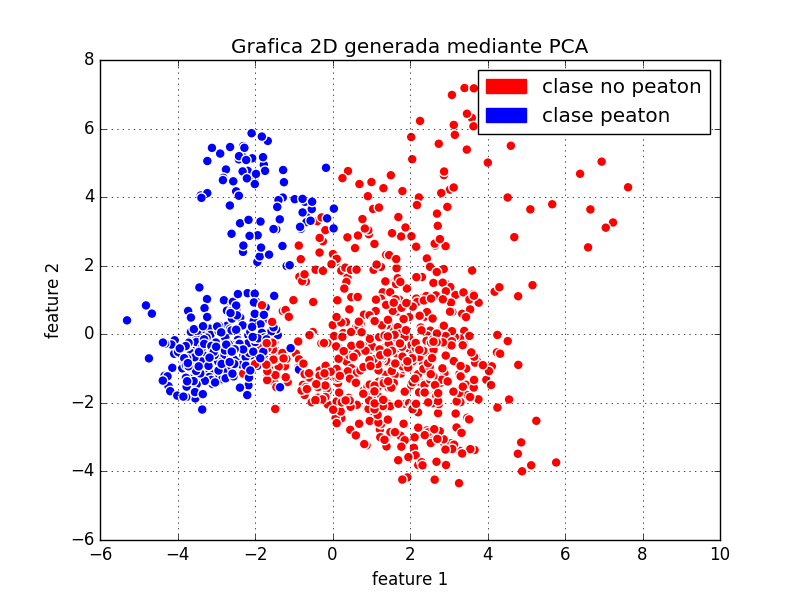 Grafica 2D generada mediante PCA
clase no peaton
clase peaton
8
6
4
2
0
−2
−4
−6
feature 2
−6 −4 −2 0 2 4 6 8 10
feature 1